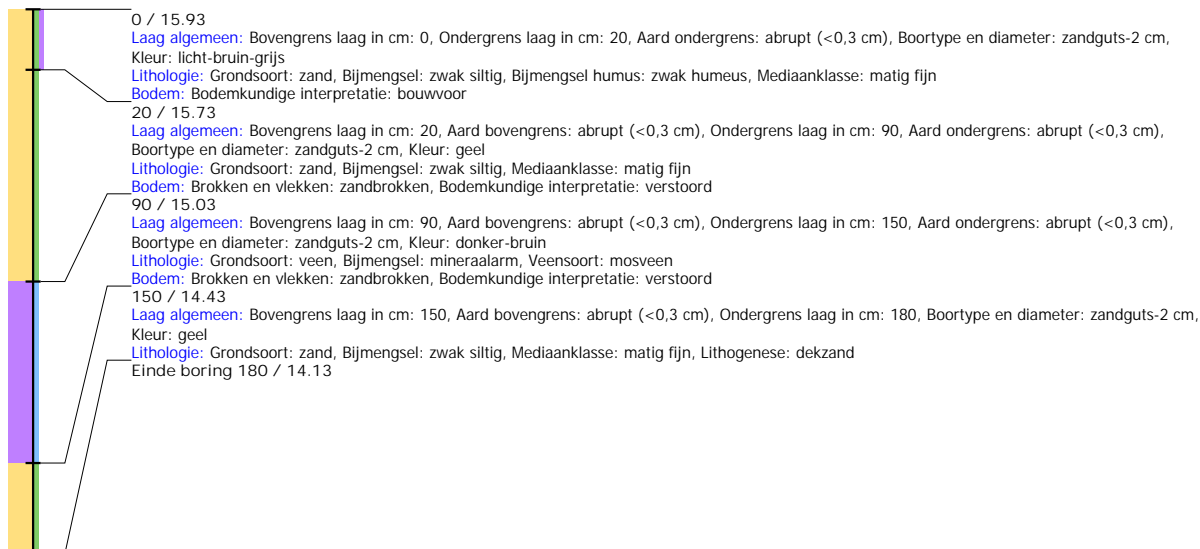 0 / 15.93
Laag algemeen: Bovengrens laag in cm: 0, Ondergrens laag in cm: 20, Aard ondergrens: abrupt (<0,3 cm), Boortype en diameter: zandguts-2 cm,
Kleur: licht-bruin-grijs
Lithologie: Grondsoort: zand, Bijmengsel: zwak siltig, Bijmengsel humus: zwak humeus, Mediaanklasse: matig fijn
Bodem: Bodemkundige interpretatie: bouwvoor
20 / 15.73
Laag algemeen: Bovengrens laag in cm: 20, Aard bovengrens: abrupt (<0,3 cm), Ondergrens laag in cm: 90, Aard ondergrens: abrupt (<0,3 cm),
Boortype en diameter: zandguts-2 cm, Kleur: geel
Lithologie: Grondsoort: zand, Bijmengsel: zwak siltig, Mediaanklasse: matig fijn
Bodem: Brokken en vlekken: zandbrokken, Bodemkundige interpretatie: verstoord
90 / 15.03
Laag algemeen: Bovengrens laag in cm: 90, Aard bovengrens: abrupt (<0,3 cm), Ondergrens laag in cm: 150, Aard ondergrens: abrupt (<0,3 cm),
Boortype en diameter: zandguts-2 cm, Kleur: donker-bruin
Lithologie: Grondsoort: veen, Bijmengsel: mineraalarm, Veensoort: mosveen
Bodem: Brokken en vlekken: zandbrokken, Bodemkundige interpretatie: verstoord
150 / 14.43
Laag algemeen: Bovengrens laag in cm: 150, Aard bovengrens: abrupt (<0,3 cm), Ondergrens laag in cm: 180, Boortype en diameter: zandguts-2 cm,
Kleur: geel
Lithologie: Grondsoort: zand, Bijmengsel: zwak siltig, Mediaanklasse: matig fijn, Lithogenese: dekzand
Einde boring 180 / 14.13